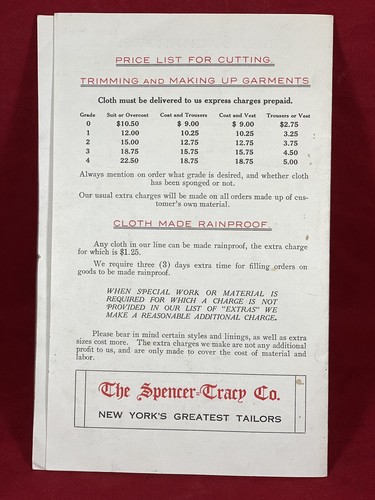 PRICE LIST FOR CUTTING
TRIMMING AND MAKING UP GARMENTS
Cloth must be delivered to us express charges prepaid.
Grade Suit or Overcoat Coat and Trousers Coat and Vest Trousers or Vest
0 $10.50 $ 9.00 $ 9.00 $2.75
1 12.00 10.25 10.25 3.25
2 15.00 12.75 12.75 3.75
3 18.75 15.75 15.75 4.50
4 22.50 18.75 18.75 5.00
Always mention on order what grade is desired, and whether cloth
has been sponged or not.
Our usual extra charges will be made on all orders made up of cus-
tomer's own material.
CLOTH MADE RAINPROOF
Any cloth in our line can be made rainproof, the extra charge
for which is $1.25.
We require three (3) days extra time for filling orders on
goods to be made rainproof.
WHEN SPECIAL WORK OR MATERIAL IS
REQUIRED FOR WHICH A CHARGE IS NOT
PROVIDED IN OUR LIST OF "EXTRAS" WE
MAKE A REASONABLE ADDITIONAL CHARGE.
Please bear in mind certain styles and linings, as well as extra
sizes cost more. The extra charges we make are not any additional
profit to us, and are only made to cover the cost of material and
labor.
The Spencer-Tracy Co.
NEW YORK'S GREATEST TAILORS